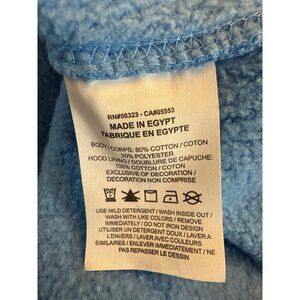 RN#56323 - CA#05553
MADE IN EGYPT
FABRIQUE EN EGYPTE
BODY / CORPS: 80% COTTON / COTON
20% POLYESTER
HOOD LINING / DOUBLURE DE CAPUCHE:
100% COTTON / COTON
EXCLUSIVE OF DECORATION /
DECORATION NON COMPRISE
USE MILD DETERGENT / WASH INSIDE OUT /
WASH WITH LIKE COLORS / REMOVE
IMMEDIATELY / DO NOT IRON DESIGN
UTILISER UN DETERGENT DOUX / LAVER A
L'ENVERS / LAVER AVEC COULEURS
SIMILAIRES / ENLEVER IMMEDIATEMENT / NE
PAS REPASSER LE DESSIN